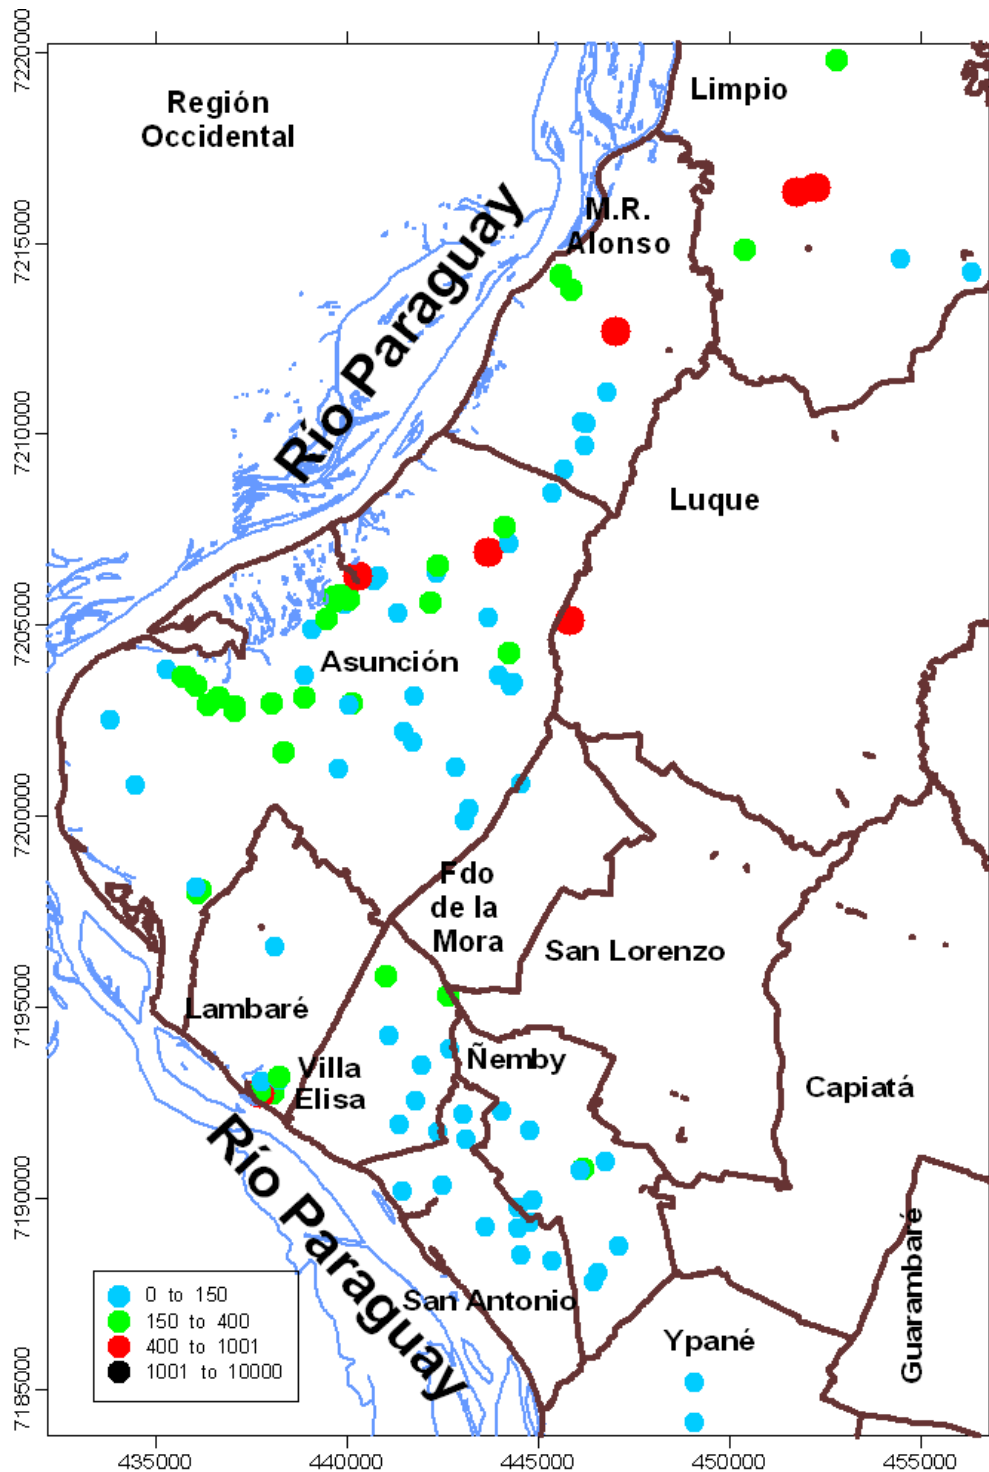 7220000
Limpio
Región
Occidental
M.R.
Alonso
7215000
Río Paraguay
7210000
Luque
7205000
Asunción
7200000
Fdo
de la
Mora
San Lorenzo
7195000
Lambaré
Villa
Elisa
Ñemby
Capiatá
Río Paraguay
7190000
Guarambaré
San Antonio
Ypané
0 to 150
150 to 400
400 to 1001
1001 to 10000
7185000
435000 440000 445000 450000 455000